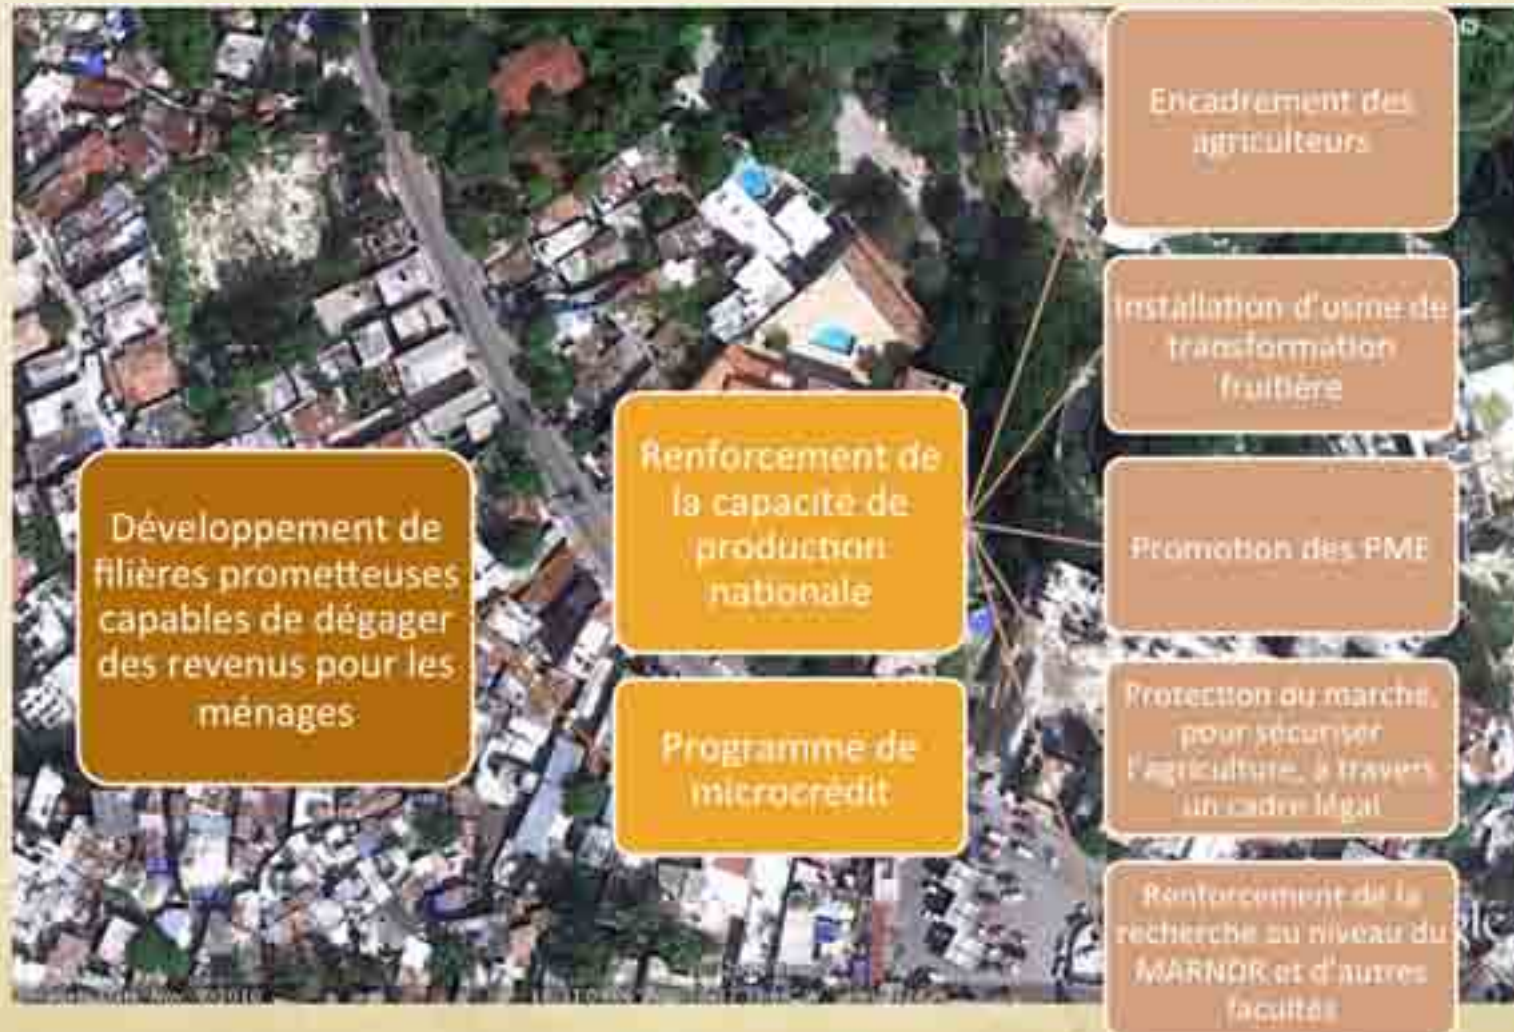 Développement de
filières prometteuses
capables de dégager
des revenus pour les
ménages
Renforcement de
la capacité de
production
nationale
Programme de
microcrédit
Encadrement des
agriculteurs
Installation d'usine de
transformation
fruitière
Promotion des PME
Protection du marché,
pour sécuriser
l'agriculture, à travers
un cadre légal
Renforcement de la
recherche au niveau du
MARNDR et d'autres
facultés